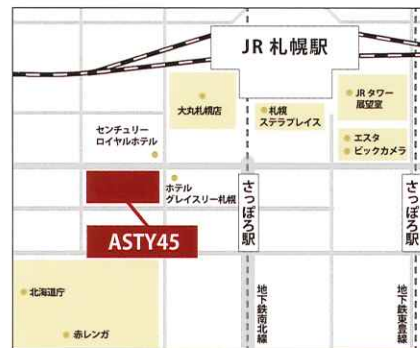 JR 札幌駅
大丸札幌店
札幌
ステラプレイス
JRタワー
展望室
エスタ
ビックカメラ
センチュリー
ロイヤルホテル
ホテル
グレイスリー札幌
さっぽろ駅
さっぽろ駅
ASTY45
北海道庁
赤レンガ
地下鉄南北線
地下鉄東豊線